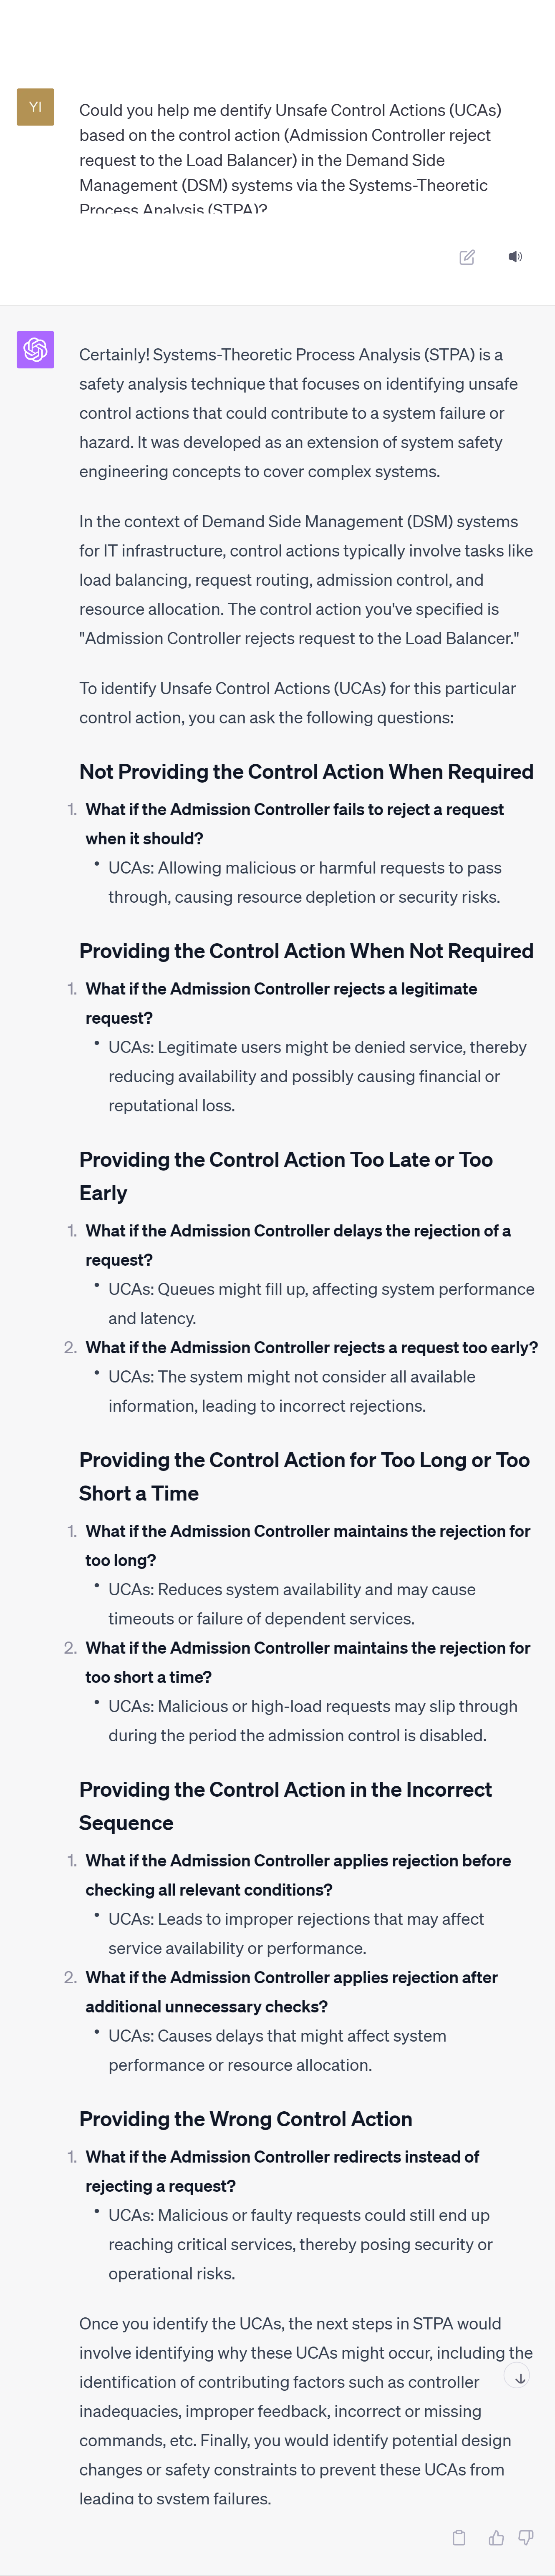 YI
Could you help me dentify Unsafe Control Actions (UCAs)
based on the control action (Admission Controller reject
request to the Load Balancer) in the Demand Side
Management (DSM) systems via the Systems-Theoretic
Process Analysis (STPA)?
Certainly! Systems-Theoretic Process Analysis (STPA) is a
safety analysis technique that focuses on identifying unsafe
control actions that could contribute to a system failure or
hazard. It was developed as an extension of system safety
engineering concepts to cover complex systems.
In the context of Demand Side Management (DSM) systems
for IT infrastructure, control actions typically involve tasks like
load balancing, request routing, admission control, and
resource allocation. The control action you've specified is
"Admission Controller rejects request to the Load Balancer."
To identify Unsafe Control Actions (UCAs) for this particular
control action, you can ask the following questions:
Not Providing the Control Action When Required
1. What if the Admission Controller fails to reject a request
when it should?
• UCAs: Allowing malicious or harmful requests to pass
through, causing resource depletion or security risks.
Providing the Control Action When Not Required
1. What if the Admission Controller rejects a legitimate
request?
• UCAs: Legitimate users might be denied service, thereby
reducing availability and possibly causing financial or
reputational loss.
Providing the Control Action Too Late or Too
Early
1. What if the Admission Controller delays the rejection of a
request?
• UCAs: Queues might fill up, affecting system performance
and latency.
2. What if the Admission Controller rejects a request too early?
• UCAs: The system might not consider all available
information, leading to incorrect rejections.
Providing the Control Action for Too Long or Too
Short a Time
1. What if the Admission Controller maintains the rejection for
too long?
• UCAs: Reduces system availability and may cause
timeouts or failure of dependent services.
2. What if the Admission Controller maintains the rejection for
too short a time?
• UCAs: Malicious or high-load requests may slip through
during the period the admission control is disabled.
Providing the Control Action in the Incorrect
Sequence
1. What if the Admission Controller applies rejection before
checking all relevant conditions?
• UCAs: Leads to improper rejections that may affect
service availability or performance.
2. What if the Admission Controller applies rejection after
additional unnecessary checks?
• UCAs: Causes delays that might affect system
performance or resource allocation.
Providing the Wrong Control Action
1. What if the Admission Controller redirects instead of
rejecting a request?
• UCAs: Malicious or faulty requests could still end up
reaching critical services, thereby posing security or
operational risks.
Once you identify the UCAs, the next steps in STPA would
involve identifying why these UCAs might occur, including the
identification of contributing factors such as controller
inadequacies, improper feedback, incorrect or missing
commands, etc. Finally, you would identify potential design
changes or safety constraints to prevent these UCAs from
leading to system failures.